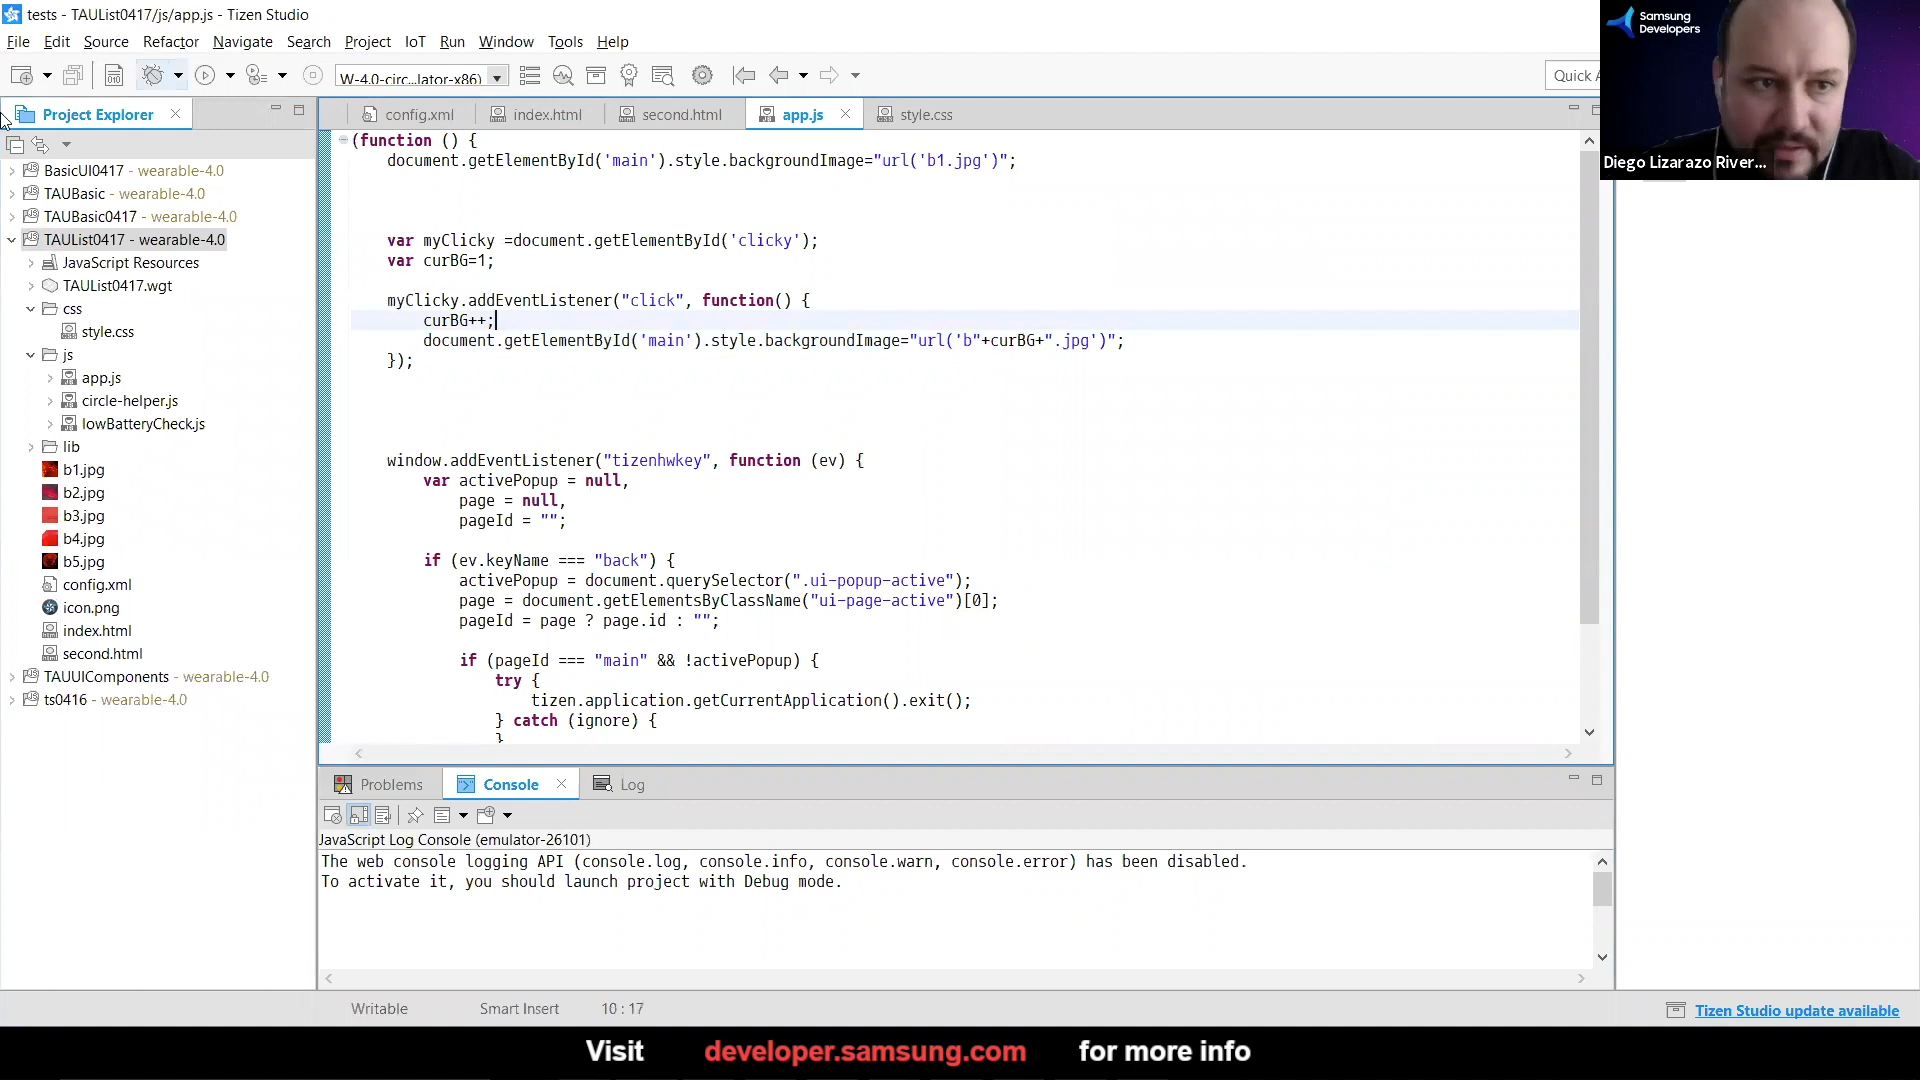 tests - TAUList0417/js/app.js - Tizen Studio
File Edit Source Refactor Navigate Search Project IoT Run Window Tools Help
W-4.0-circ...lator-x86)
Quick A
Samsung
Developers
Diego Lizarazo River...
Project Explorer
config.xml index.html second.html app.js style.css
BasicUI0417 - wearable-4.0
TAUBasic - wearable-4.0
TAUBasic0417 - wearable-4.0
TAUList0417 - wearable-4.0
JavaScript Resources
TAUList0417.wgt
css
style.css
js
app.js
circle-helper.js
lowBatteryCheck.js
lib
b1.jpg
b2.jpg
b3.jpg
b4.jpg
b5.jpg
config.xml
icon.png
index.html
second.html
TAUUIComponents - wearable-4.0
ts0416 - wearable-4.0
(function () {
document.getElementById('main').style.backgroundImage="url('b1.jpg')";
var myClicky =document.getElementById('clicky');
var curBG=1;
myClicky.addEventListener("click", function() {
curBG++;
document.getElementById('main').style.backgroundImage="url('b"+curBG+".jpg')";
});
window.addEventListener("tizenhwkey", function (ev) {
var activePopup = null,
page = null,
pageId = "";
if (ev.keyName === "back") {
activePopup = document.querySelector(".ui-popup-active");
page = document.getElementsByClassName("ui-page-active")[0];
pageId = page ? page.id : "";
if (pageId === "main" && !activePopup) {
try {
tizen.application.getCurrentApplication().exit();
} catch (ignore) {
}
Problems Console Log
JavaScript Log Console (emulator-26101)
The web console logging API (console.log, console.info, console.warn, console.error) has been disabled.
To activate it, you should launch project with Debug mode.
Writable Smart Insert 10 : 17
Tizen Studio update available
Visit developer.samsung.com for more info